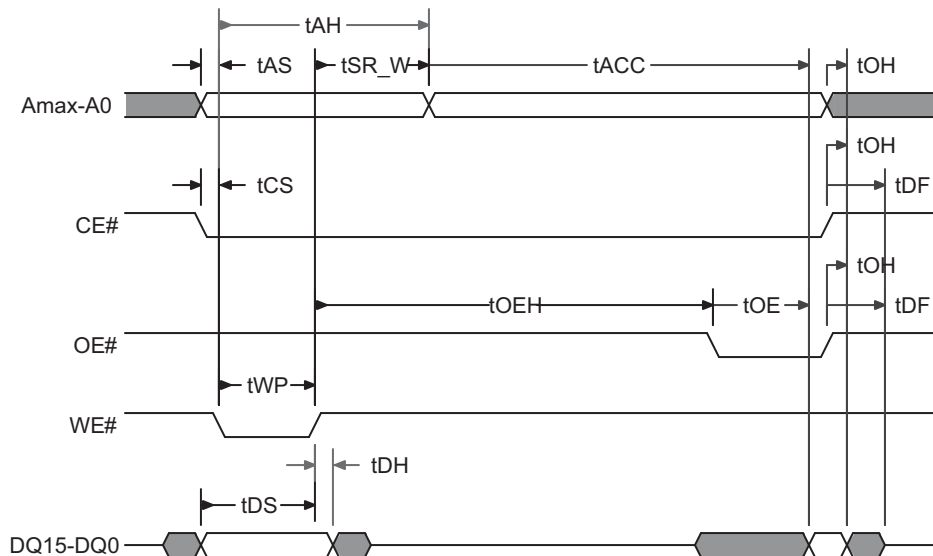 tAH
tAS tSR_W tACC tOH
Amax-A0
tOH
tCS tDF
CE#
tOH
tOEH tOE tDF
OE#
tWP
WE#
tDH
tDS
DQ15-DQ0